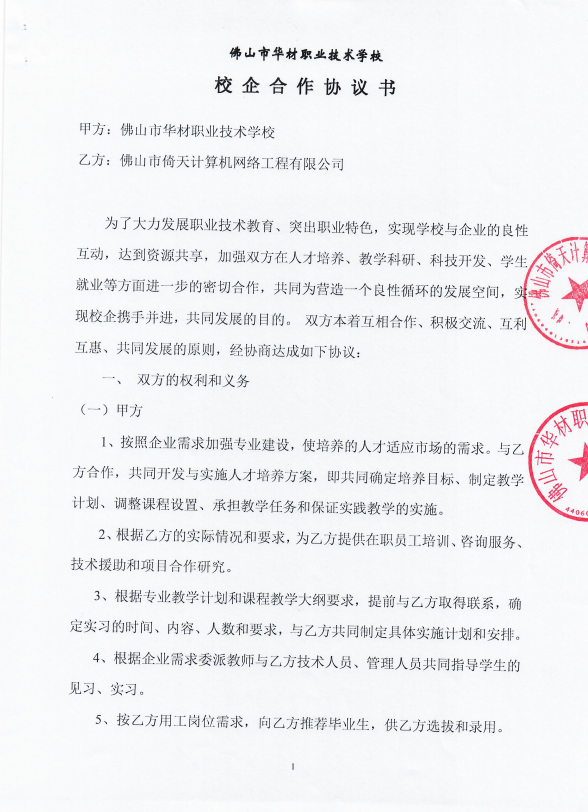 佛山市华材职业技术学校
校企合作协议书
甲方：佛山市华材职业技术学校
乙方：佛山市倚天计算机网络工程有限公司
为了大力发展职业技术教育、突出职业特色，实现学校与企业的良性
互动，达到资源共享，加强双方在人才培养、教学科研、科技开发、学生
就业等方面进一步的密切合作，共同为营造一个良性循环的发展空间，实
现校企携手并进，共同发展的目的。 双方本着互相合作、积极交流、互利
互惠、共同发展的原则，经协商达成如下协议：
一、 双方的权利和义务
（一）甲方
1、按照企业需求加强专业建设，使培养的人才适应市场的需求。与乙
方合作，共同开发与实施人才培养方案，即共同确定培养目标、制定教学
计划、调整课程设置、承担教学任务和保证实践教学的实施。
2、根据乙方的实际情况和要求，为乙方提供在职员工培训、咨询服务、
技术援助和项目合作研究。
3、根据专业教学计划和课程教学大纲要求，提前与乙方取得联系，确
定实习的时间、内容、人数和要求，与乙方共同制定具体实施计划和安排。
4、根据企业需求委派教师与乙方技术人员、管理人员共同指导学生的
见习、实习。
5、按乙方用工岗位需求，向乙方推荐毕业生，供乙方选拔和录用。
1
佛山市倚天计算
佛山市华材职
4406